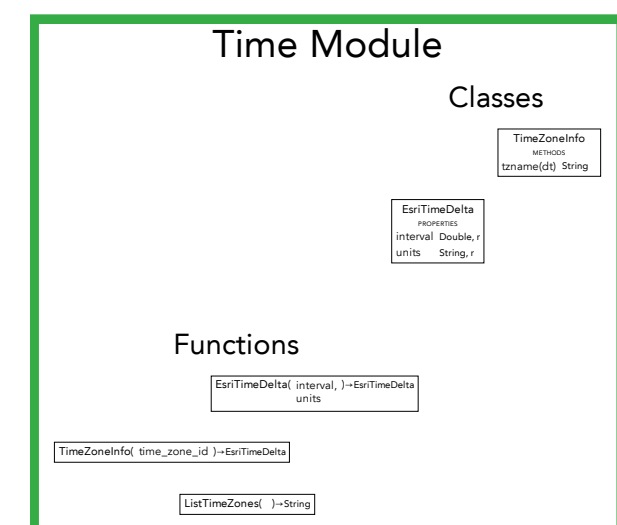 Time Module
Classes
TimeZoneInfo
METHODS
tzname(dt) String
EsriTimeDelta
PROPERTIES
interval Double, r
units String, r
Functions
EsriTimeDelta( interval, )→EsriTimeDelta
units
TimeZoneInfo( time_zone_id )→EsriTimeDelta
ListTimeZones( )→String